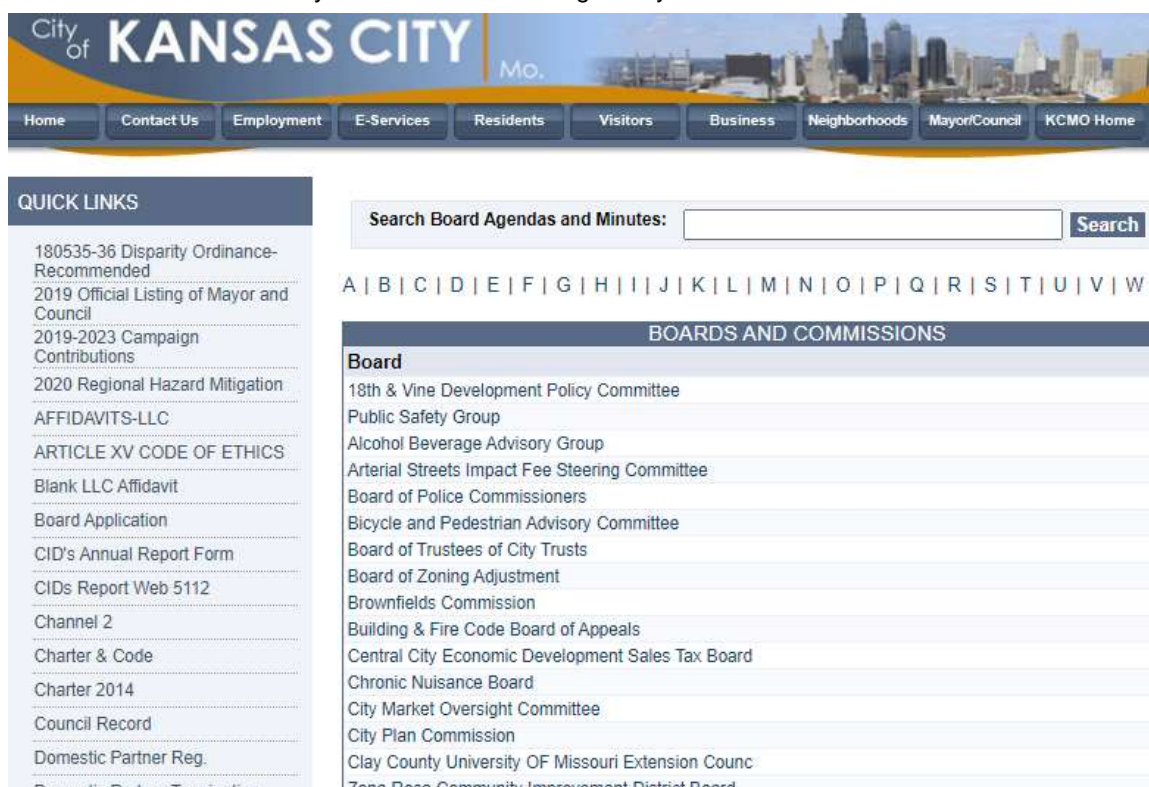 City of KANSAS CITY Mo.
Home Contact Us Employment E-Services Residents Visitors Business Neighborhoods Mayor/Council KCMO Home
QUICK LINKS
180535-36 Disparity Ordinance-
Recommended
2019 Official Listing of Mayor and
Council
2019-2023 Campaign
Contributions
2020 Regional Hazard Mitigation
AFFIDAVITS-LLC
ARTICLE XV CODE OF ETHICS
Blank LLC Affidavit
Board Application
CID's Annual Report Form
CIDs Report Web 5112
Channel 2
Charter & Code
Charter 2014
Council Record
Domestic Partner Reg.
Search Board Agendas and Minutes: Search
A | B | C | D | E | F | G | H | I | J | K | L | M | N | O | P | Q | R | S | T | U | V | W
BOARDS AND COMMISSIONS
Board
18th & Vine Development Policy Committee
Public Safety Group
Alcohol Beverage Advisory Group
Arterial Streets Impact Fee Steering Committee
Board of Police Commissioners
Bicycle and Pedestrian Advisory Committee
Board of Trustees of City Trusts
Board of Zoning Adjustment
Brownfields Commission
Building & Fire Code Board of Appeals
Central City Economic Development Sales Tax Board
Chronic Nuisance Board
City Market Oversight Committee
City Plan Commission
Clay County University OF Missouri Extension Counc
Zona Rosa Community Improvement District Board